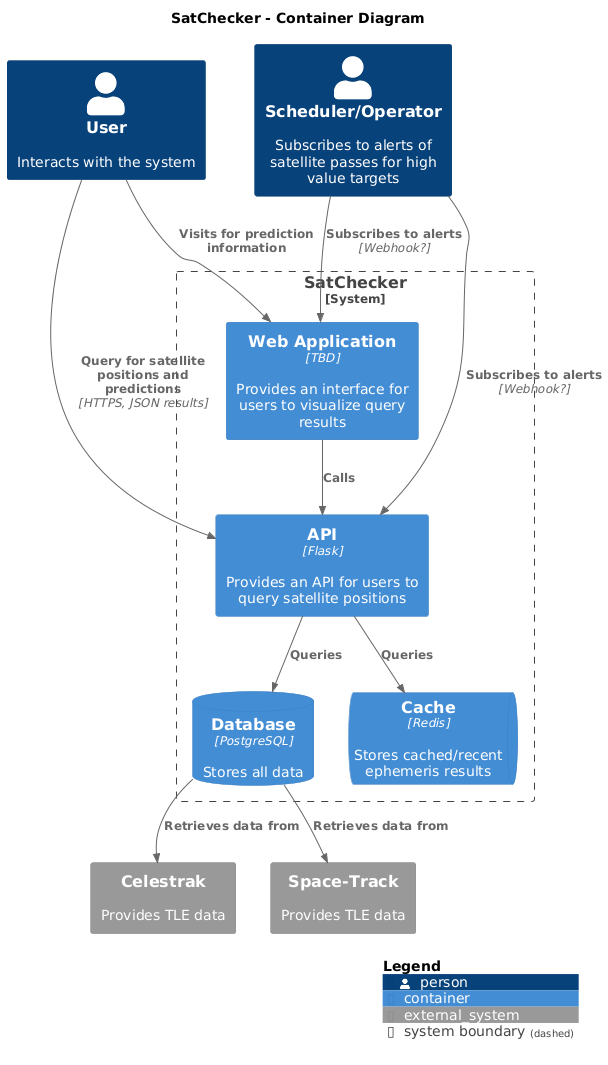 SatChecker - Container Diagram
User
Interacts with the system
Scheduler/Operator
Subscribes to alerts of
satellite passes for high
value targets
Visits for prediction
information
Subscribes to alerts
[Webhook?]
SatChecker
[System]
Web Application
[TBD]
Provides an interface for
users to visualize query
results
Query for satellite
positions and
predictions
[HTTPS, JSON results]
Subscribes to alerts
[Webhook?]
Calls
API
[Flask]
Provides an API for users to
query satellite positions
Queries
Queries
Database
[PostgreSQL]
Stores all data
Cache
[Redis]
Stores cached/recent
ephemeris results
Retrieves data from
Retrieves data from
Celestrak
Provides TLE data
Space-Track
Provides TLE data
Legend
person
container
external_system
system boundary (dashed)